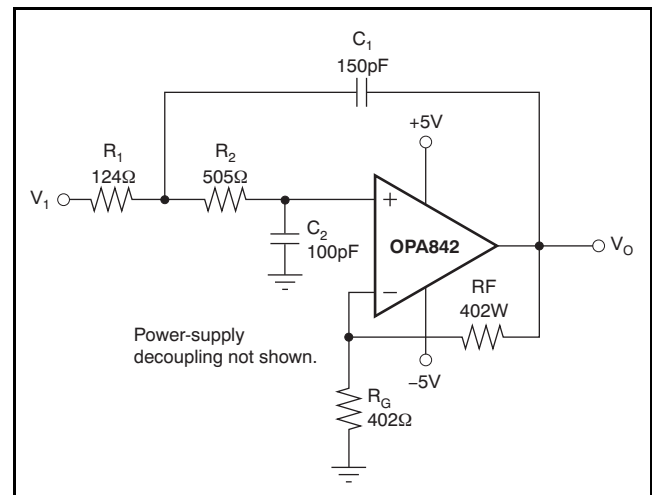 C1
150pF
+5V
R1
124Ω
R2
505Ω
V1
+
C2
100pF
OPA842
VO
−
RF
402W
Power-supply
decoupling not shown.
−5V
RG
402Ω